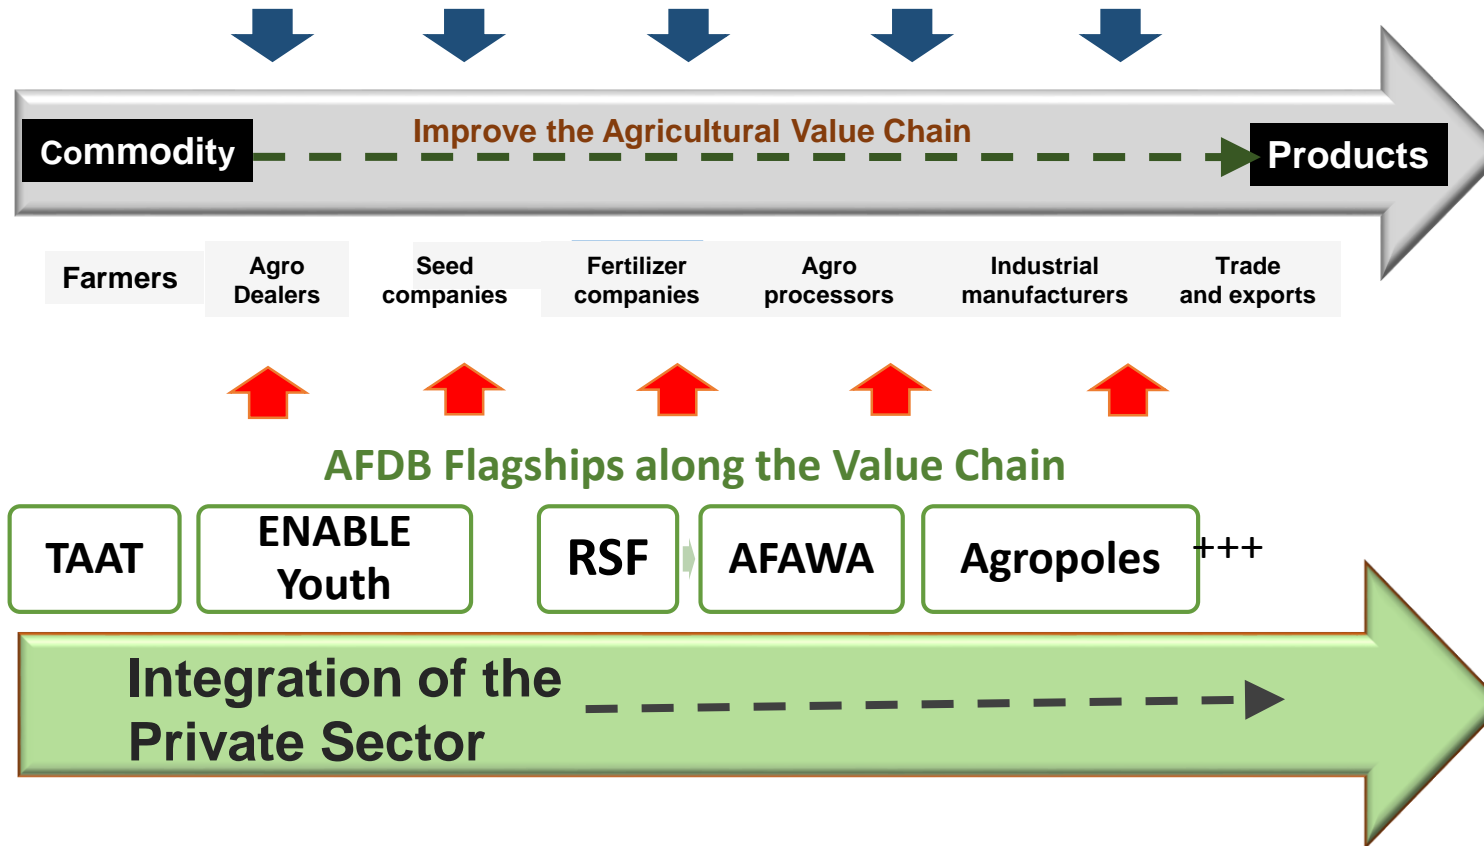 Improve the Agricultural Value Chain
Commodity
Products
Farmers
Agro
Dealers
Seed
companies
Fertilizer
companies
Agro
processors
Industrial
manufacturers
Trade
and exports
AFDB Flagships along the Value Chain
TAAT
ENABLE
Youth
RSF
AFAWA
Agropoles
+++
Integration of the
Private Sector